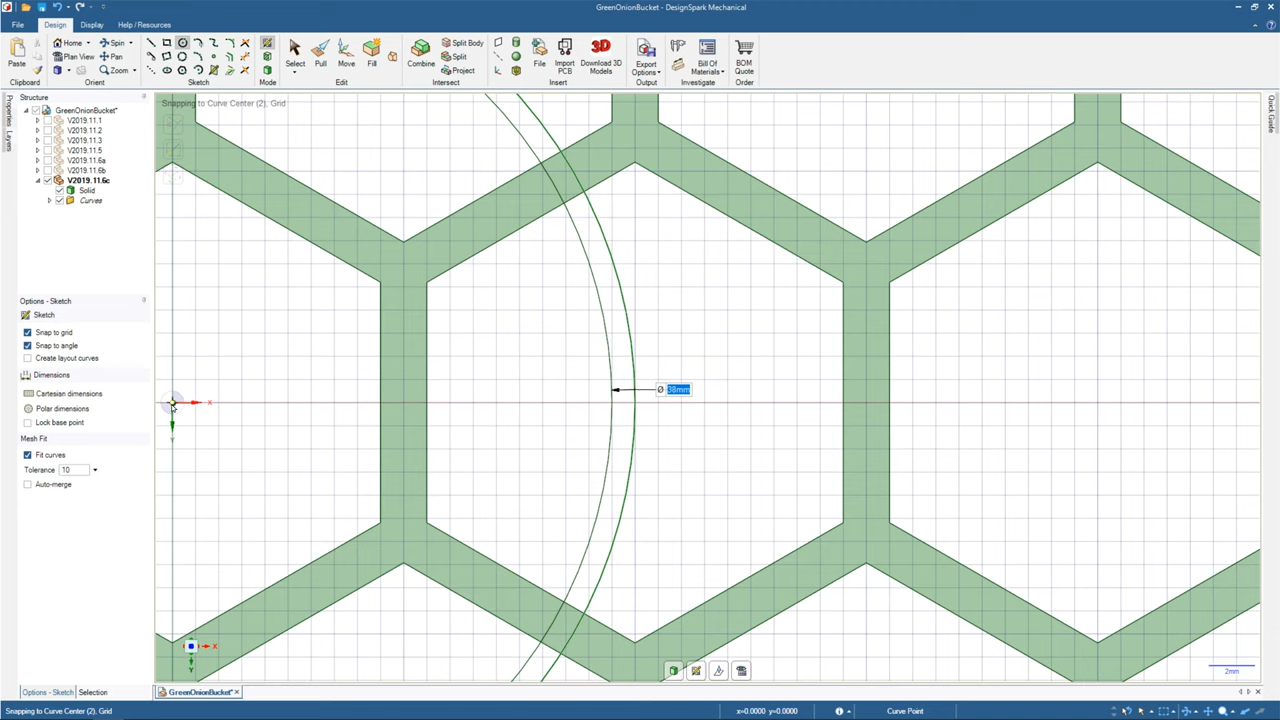 GreenOnionBucket - DesignSpark Mechanical
File
Design
Display
Help / Resources
Paste
Home
Spin
Plan View
Pan
Zoom
Select
Pull
Move
Fill
Combine
Split Body
Split
Project
File
Import PCB
Download 3D Models
Export Options
Bill Of Materials
BOM Quote
Clipboard
Orient
Sketch
Mode
Edit
Intersect
Insert
Output
Investigate
Order
Properties
Layers
Structure
GreenOnionBucket*
V2019.11.1
V2019.11.2
V2019.11.3
V2019.11.5
V2019.11.6a
V2019.11.6b
V2019.11.6c
Solid
Curves
Options - Sketch
Sketch
Snap to grid
Snap to angle
Create layout curves
Dimensions
Cartesian dimensions
Polar dimensions
Lock base point
Mesh Fit
Fit curves
Tolerance 10
Auto-merge
Snapping to Curve Center (2), Grid
Ø 38mm
X
Y
X
Y
2mm
Quick Guide
Options - Sketch
Selection
GreenOnionBucket*
Snapping to Curve Center (2), Grid
x=0.0000 y=0.0000
Curve Point